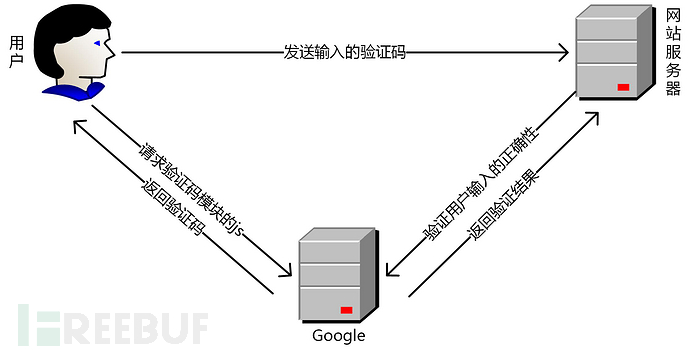 用户
发送输入的验证码
网站服务器
请求验证码模块的js
返回验证码
验证用户输入的正确性
返回验证结果
Google
FREEBUF